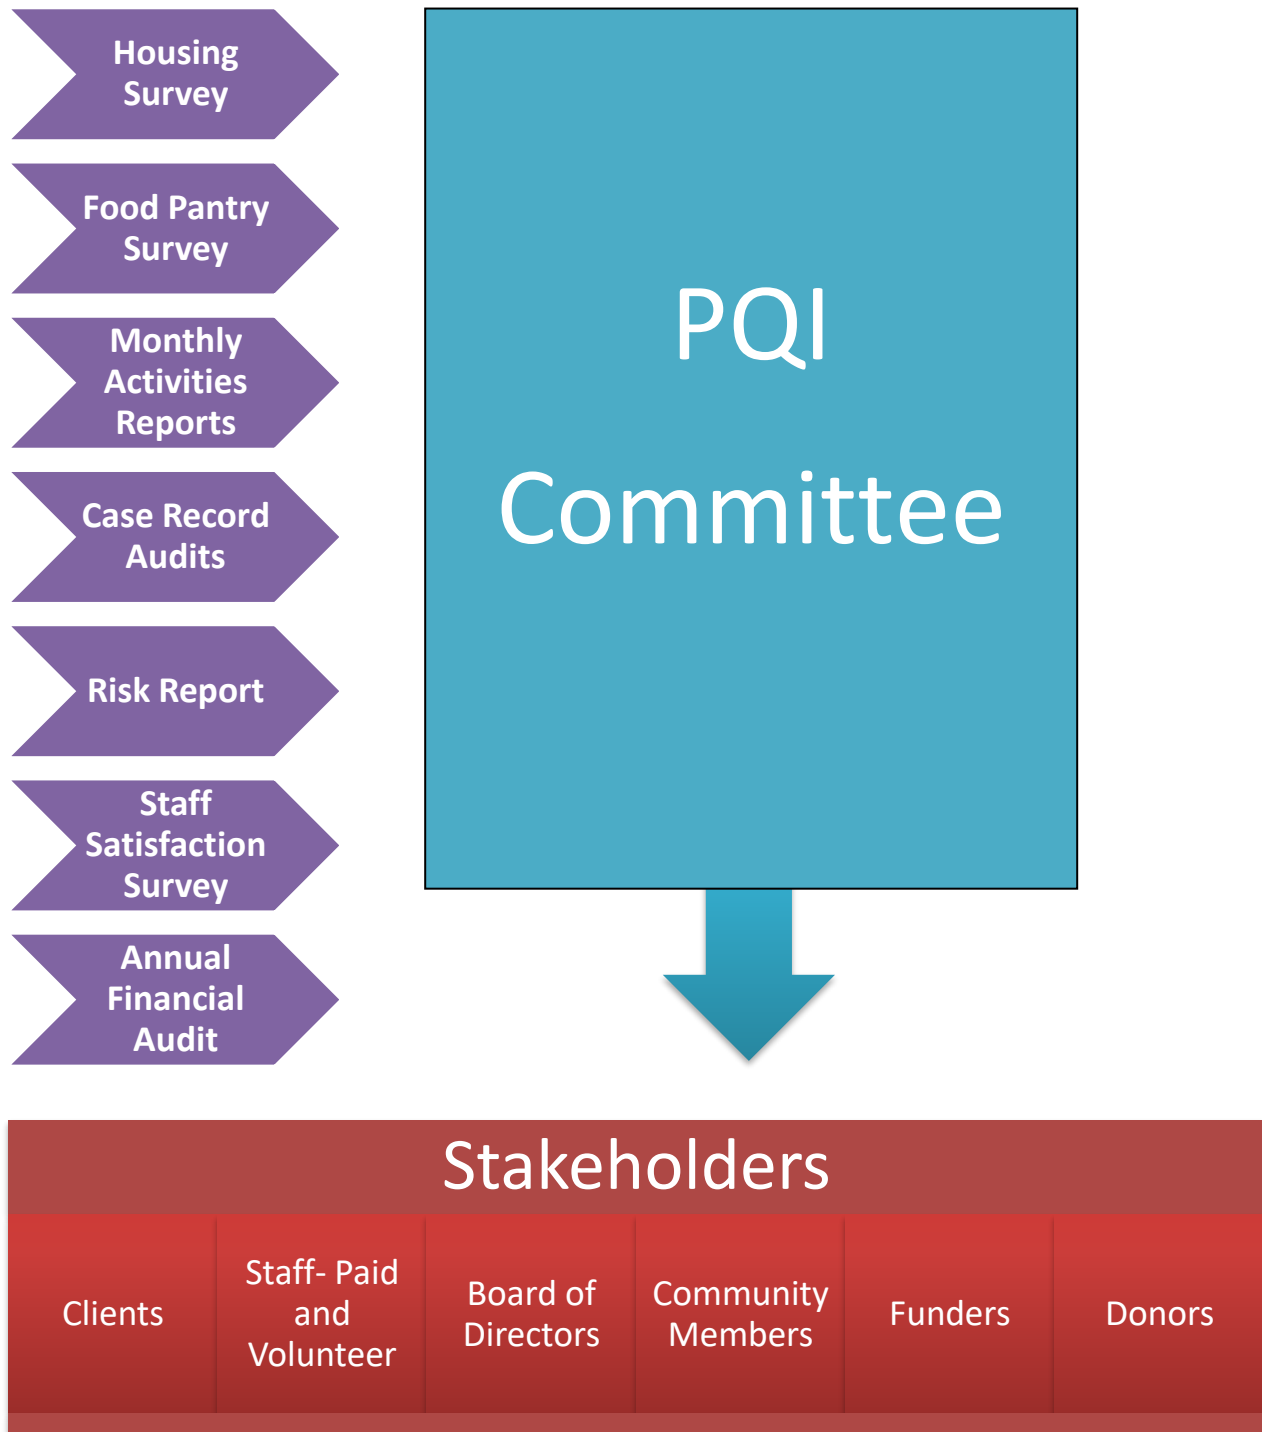 Housing
Survey
Food Pantry
Survey
Monthly
Activities
Reports
Case Record
Audits
Risk Report
Staff
Satisfaction
Survey
Annual
Financial
Audit
PQI
Committee
Stakeholders
Clients
Staff- Paid
and
Volunteer
Board of
Directors
Community
Members
Funders
Donors